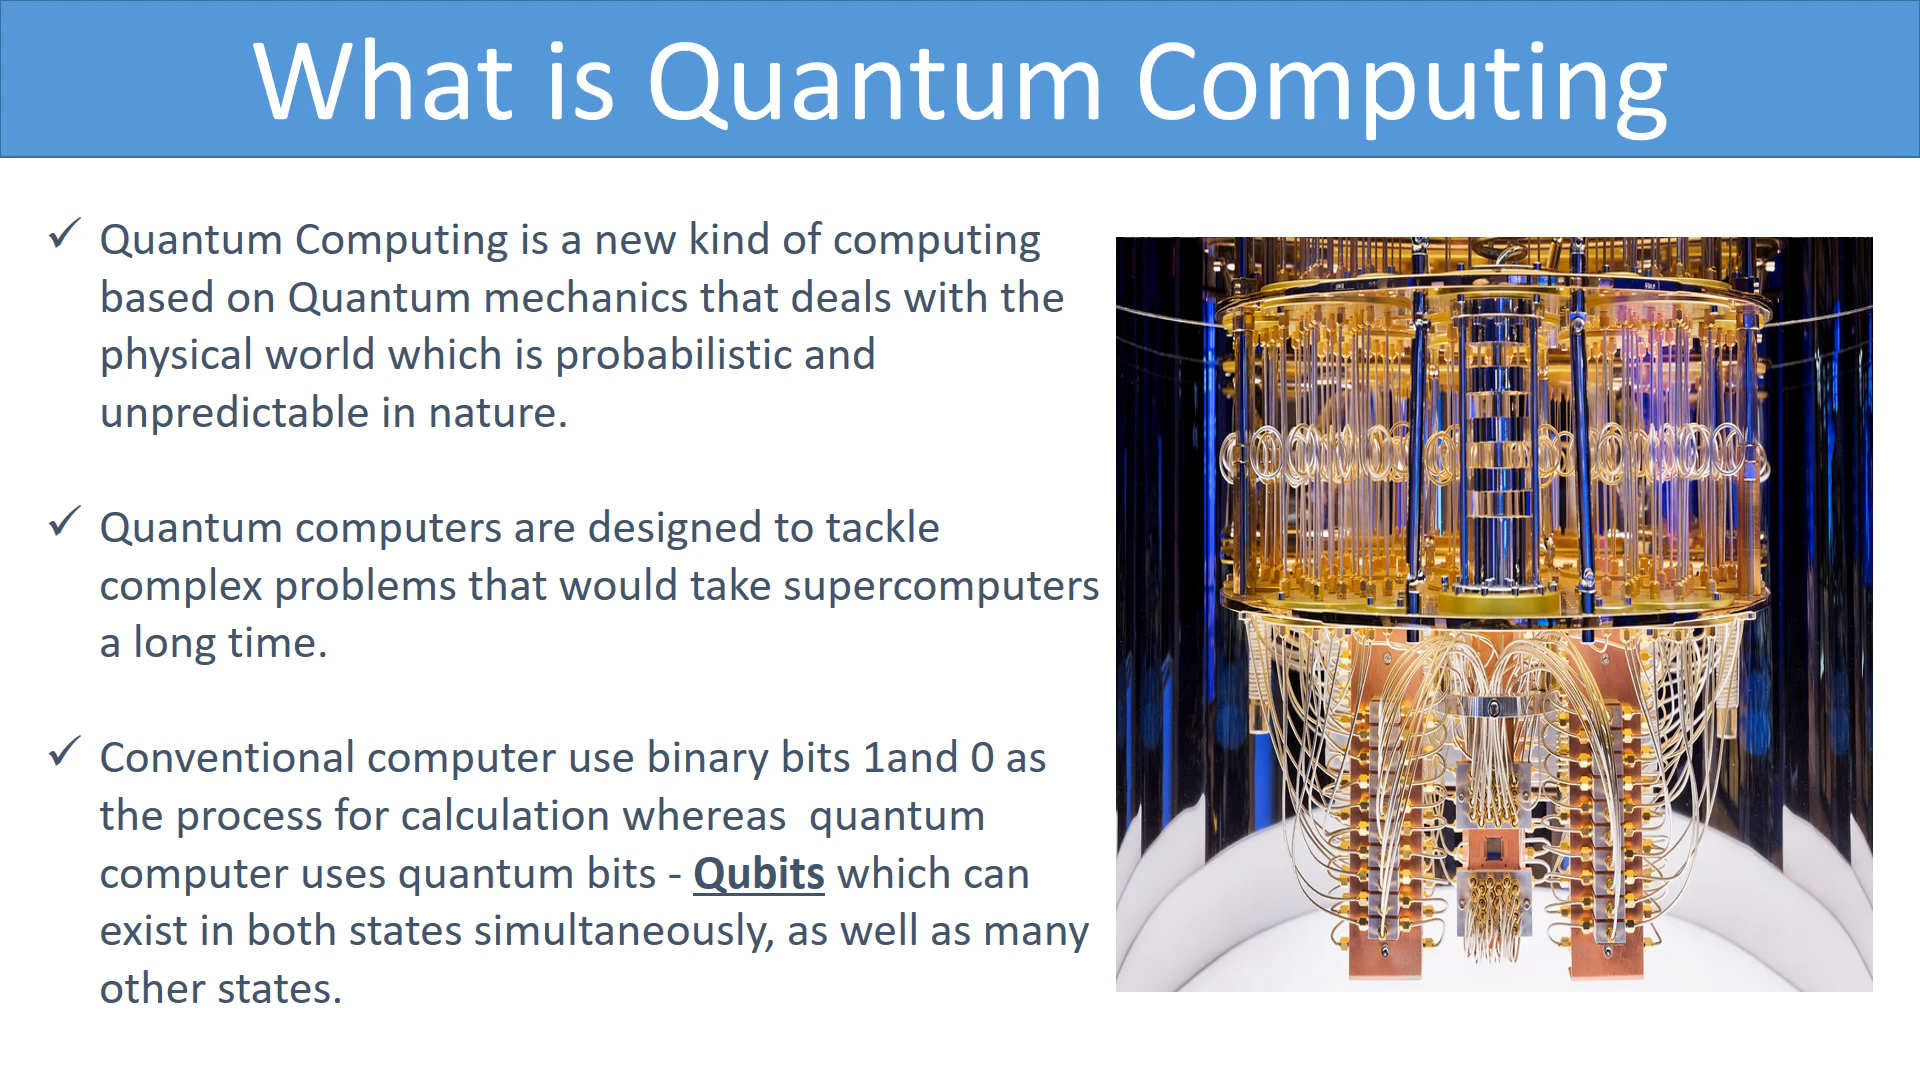 What is Quantum Computing
✓ Quantum Computing is a new kind of computing
based on Quantum mechanics that deals with the
physical world which is probabilistic and
unpredictable in nature.
✓ Quantum computers are designed to tackle
complex problems that would take supercomputers
a long time.
✓ Conventional computer use binary bits 1and 0 as
the process for calculation whereas  quantum
computer uses quantum bits - Qubits which can
exist in both states simultaneously, as well as many
other states.